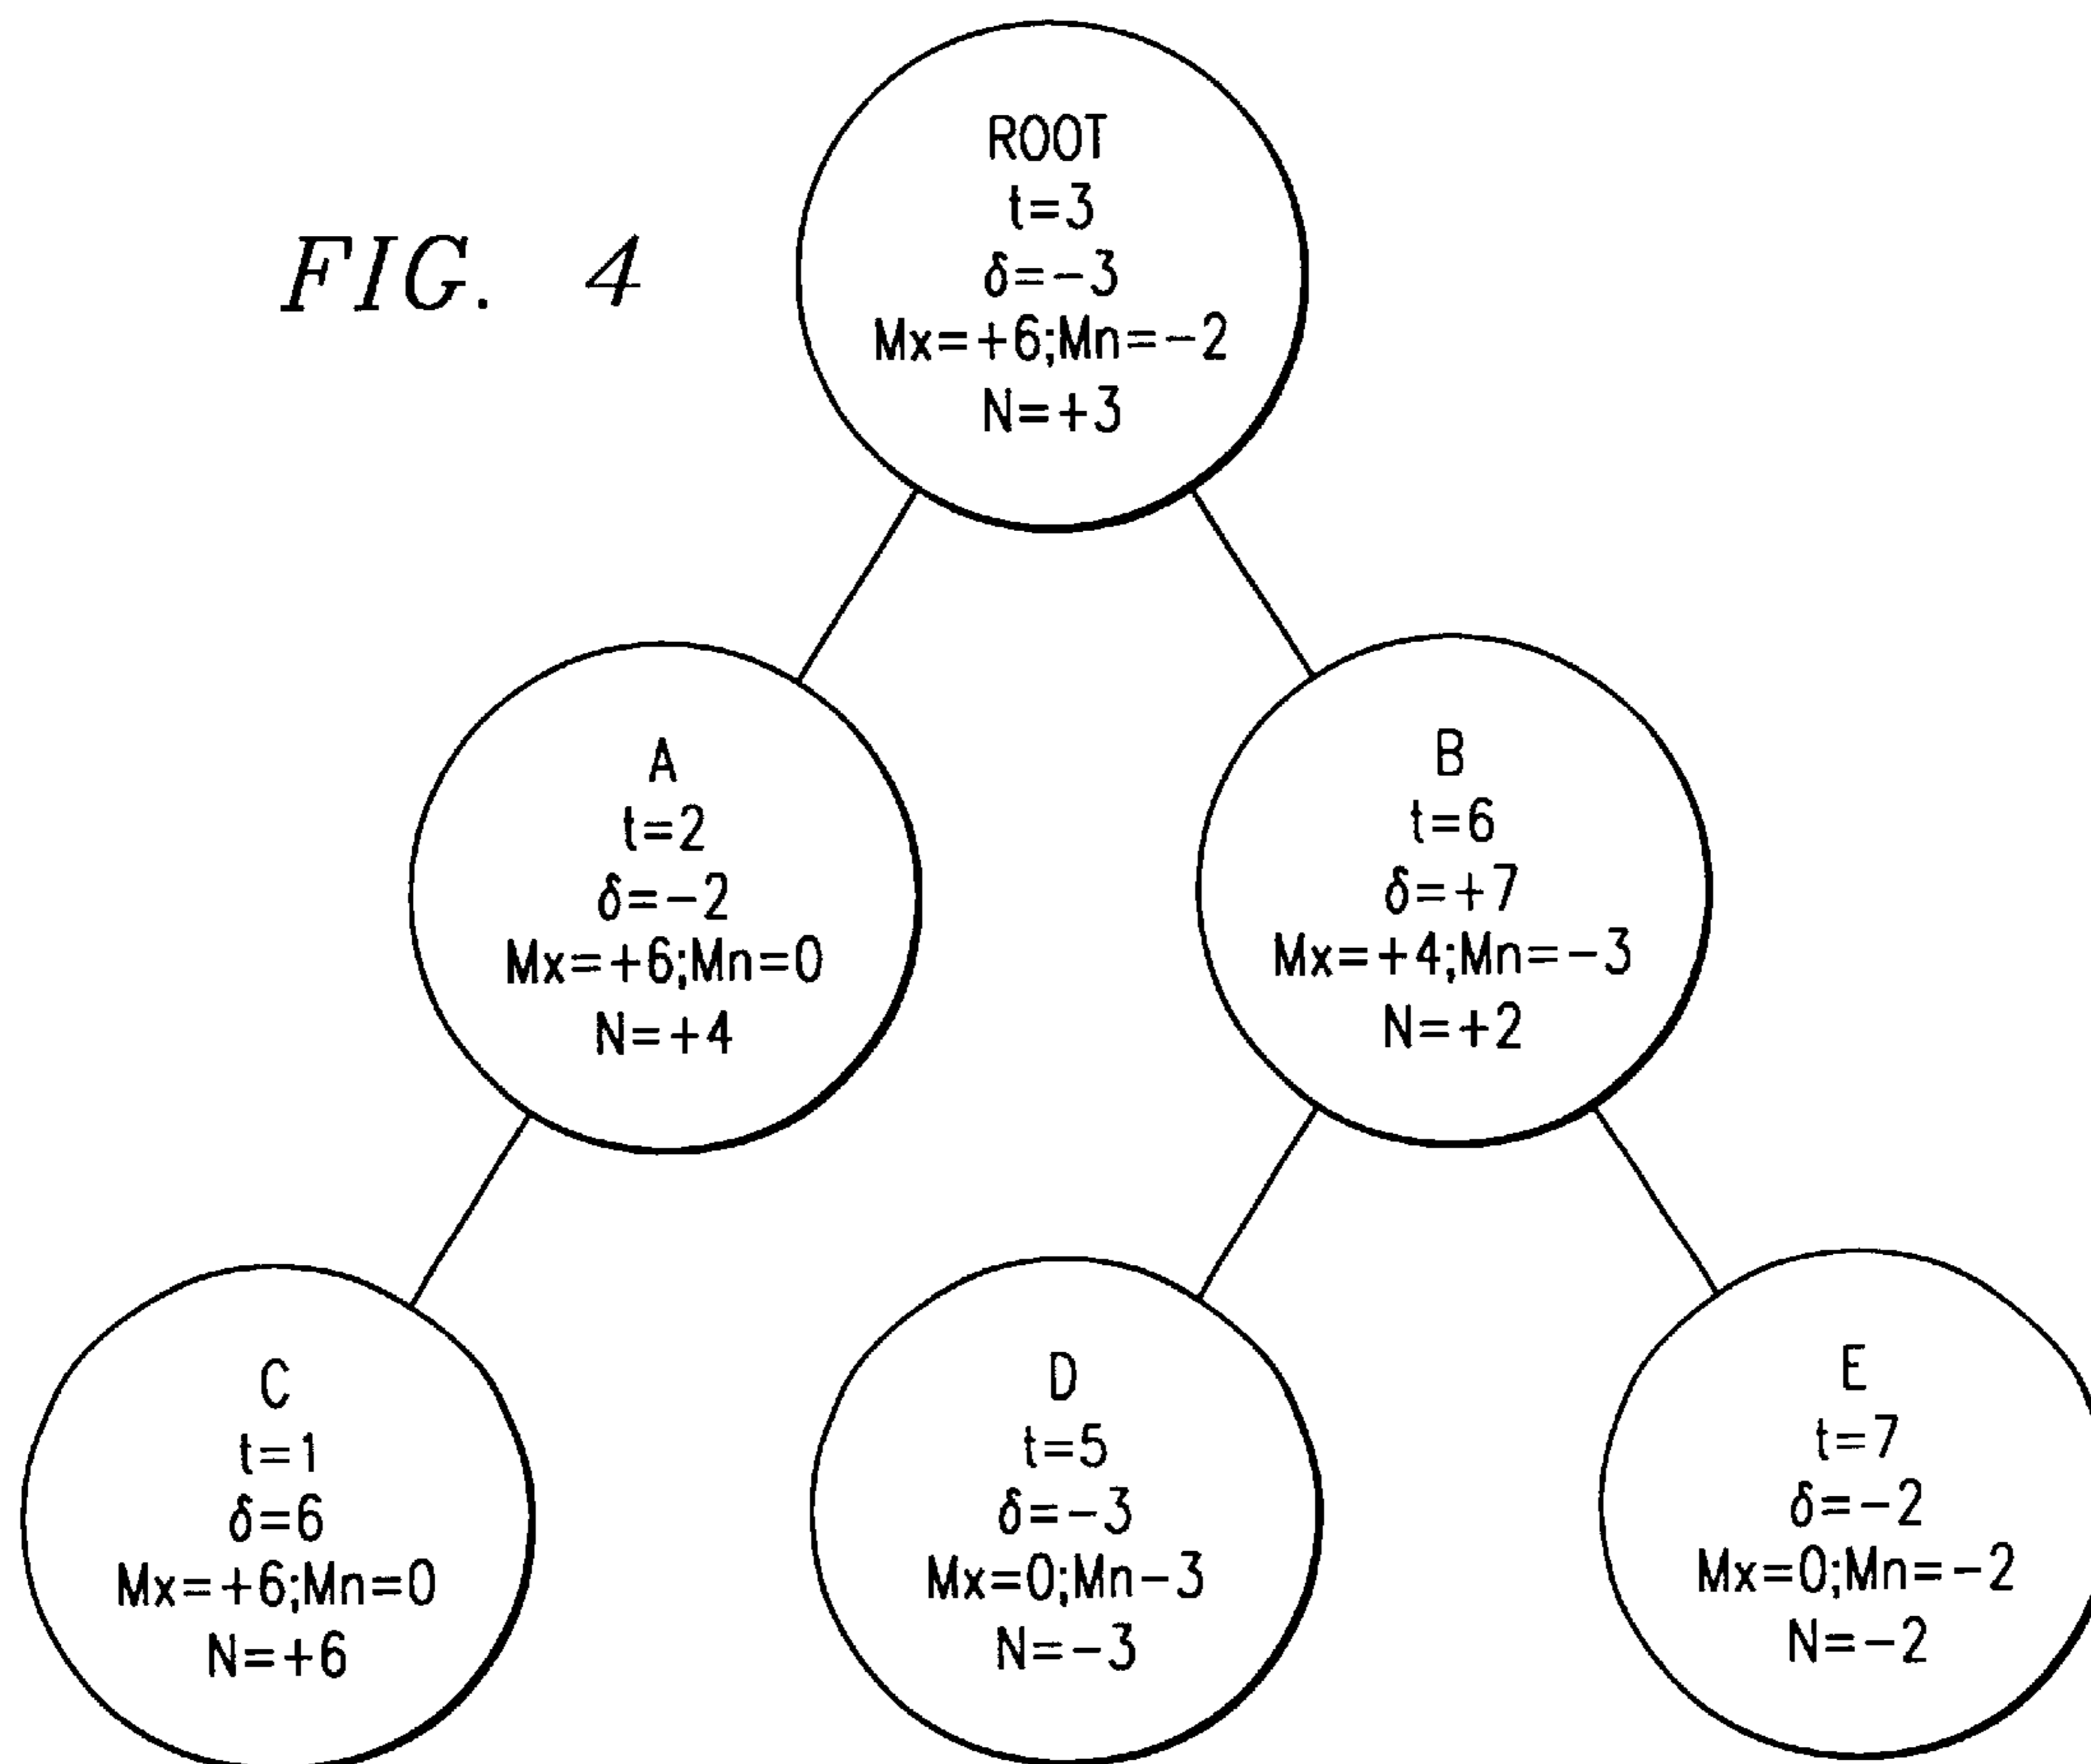 FIG. 4
ROOT
t=3
δ=-3
Mx=+6;Mn=-2
N=+3
A
t=2
δ=-2
Mx=+6;Mn=0
N=+4
B
t=6
δ=+7
Mx=+4;Mn=-3
N=+2
C
t=1
δ=6
Mx=+6;Mn=0
N=+6
D
t=5
δ=-3
Mx=0;Mn-3
N=-3
E
t=7
δ=-2
Mx=0;Mn=-2
N=-2